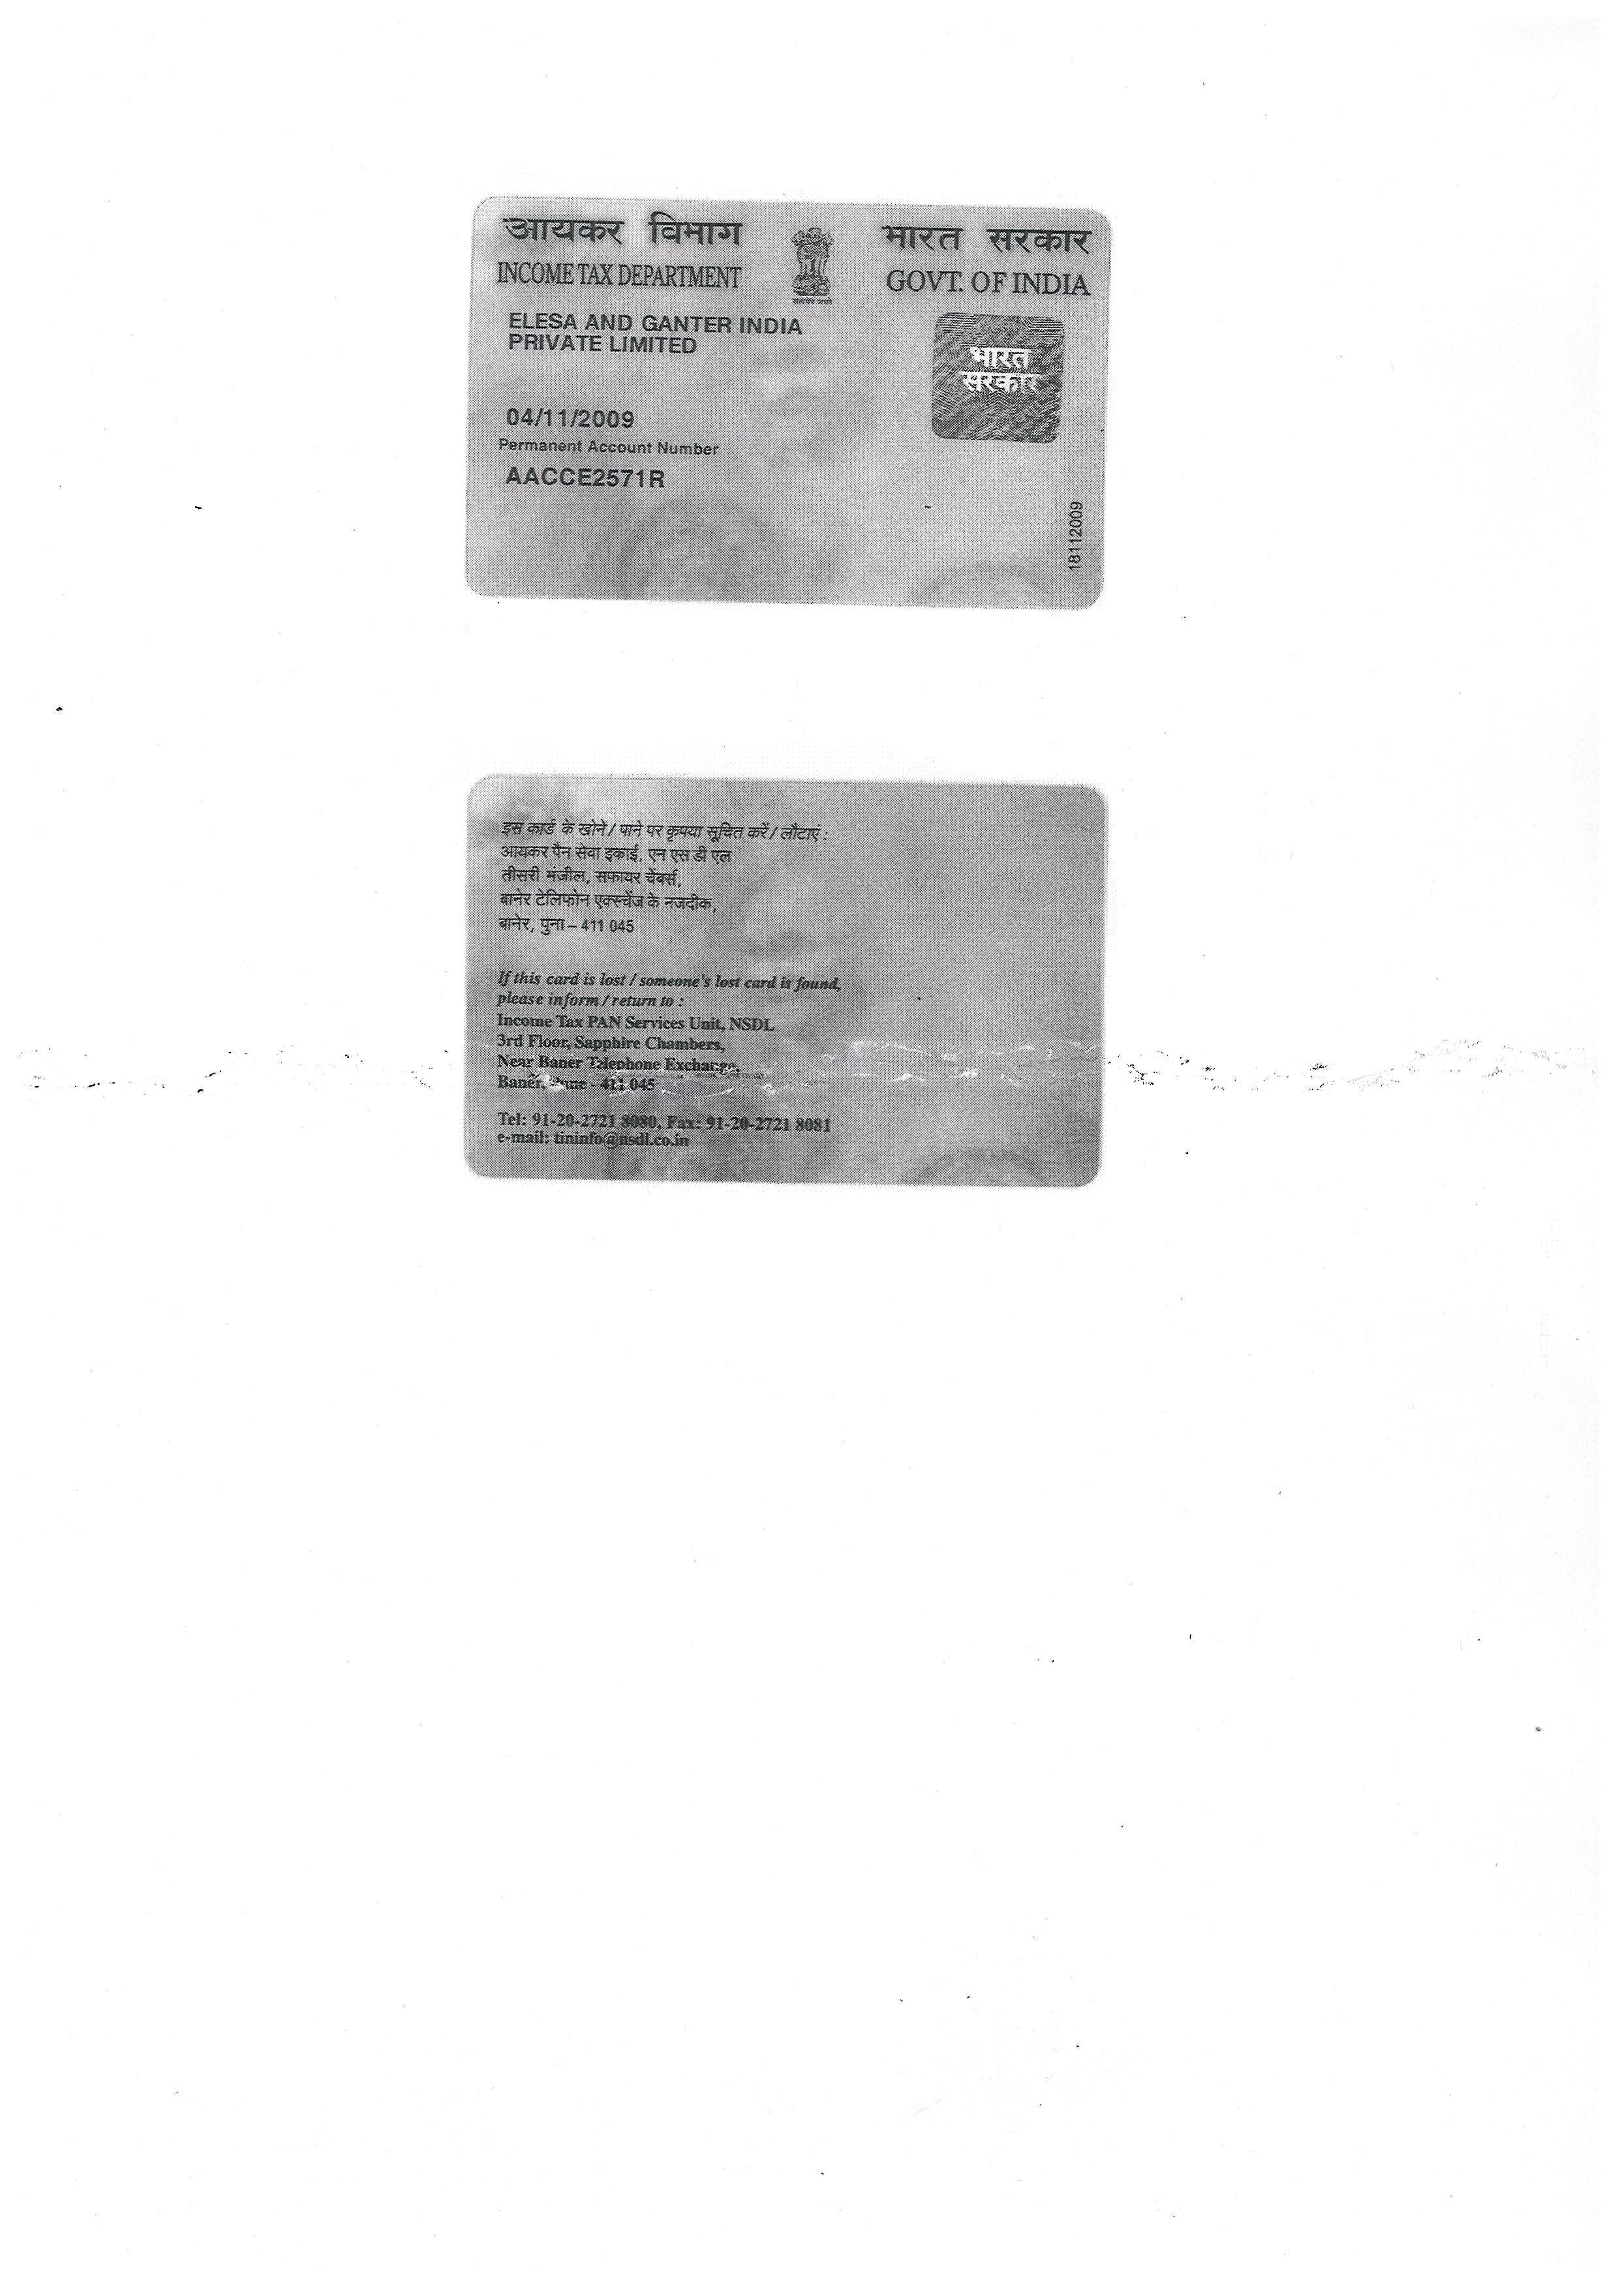 आयकर विभाग
INCOME TAX DEPARTMENT
सत्यमेव जयते
भारत सरकार
GOVT. OF INDIA
ELESA AND GANTER INDIA
PRIVATE LIMITED
भारत
सरकार
04/11/2009
Permanent Account Number
AACCE2571R
18112009
इस कार्ड के खोने / पाने पर कृपया सूचित करें / लौटाएं :
आयकर पैन सेवा इकाई, एन एस डी एल
तीसरी मंज़ील, सफायर चेंबर्स,
बानेर टेलिफोन एक्स्चेंज के नजदीक,
बानेर, पुना – 411 045
If this card is lost / someone's lost card is found,
please inform / return to :
Income Tax PAN Services Unit, NSDL
3rd Floor, Sapphire Chambers,
Near Baner Telephone Exchange,
Baner, Pune - 411 045
Tel: 91-20-2721 8080, Fax: 91-20-2721 8081
e-mail: tininfo@nsdl.co.in